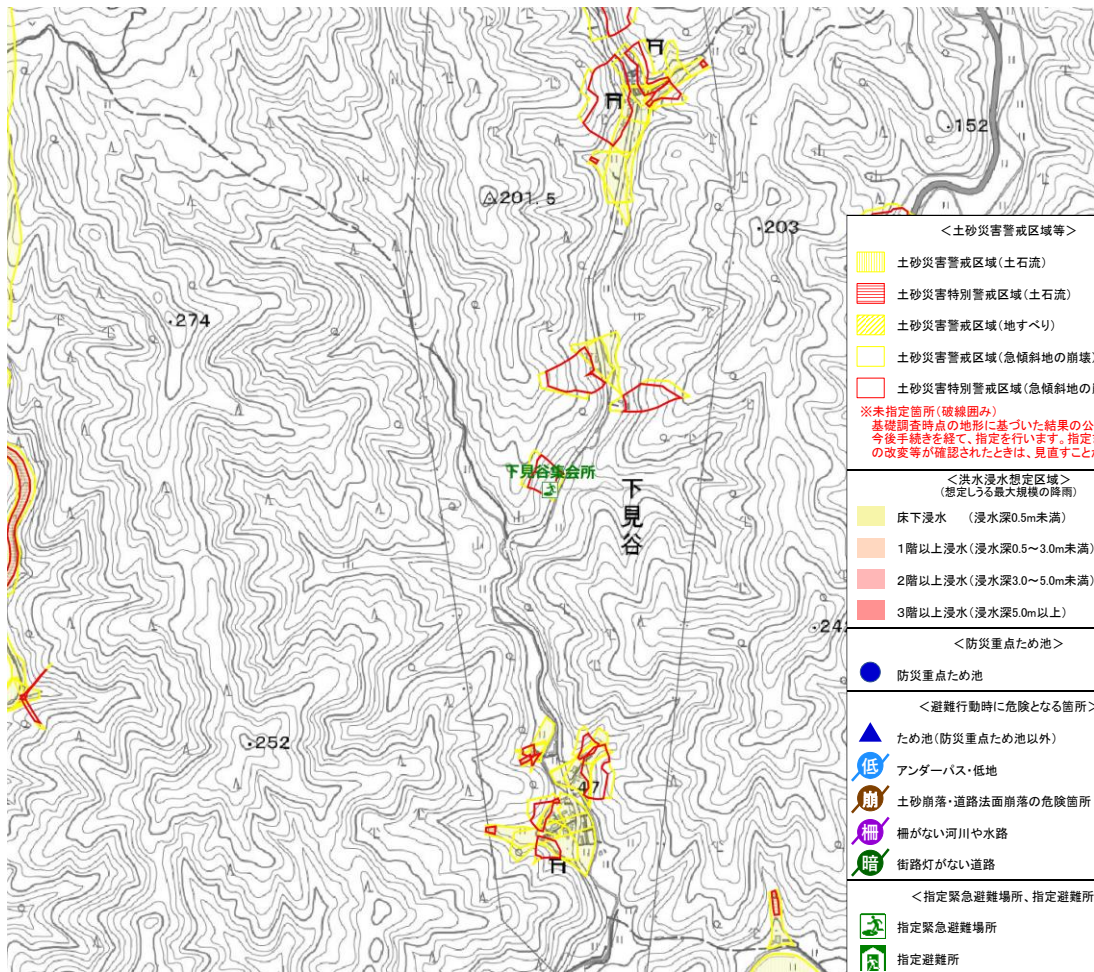 152
201.5
203
274
下見谷集会所
下見谷
252
47
＜土砂災害警戒区域等＞
土砂災害警戒区域(土石流)
土砂災害特別警戒区域(土石流)
土砂災害警戒区域(地すべり)
土砂災害警戒区域(急傾斜地の崩壊)
土砂災害特別警戒区域(急傾斜地の
※未指定箇所(破線囲み)
基礎調査時点の地形に基づいた結果の公
今後手続きを経て、指定を行います。指定
の改変等が確認されたときは、見直すこと
＜洪水浸水想定区域＞
(想定しうる最大規模の降雨)
床下浸水　(浸水深0.5m未満)
1階以上浸水(浸水深0.5～3.0m未満)
2階以上浸水(浸水深3.0～5.0m未満)
3階以上浸水(浸水深5.0m以上)
＜防災重点ため池＞
防災重点ため池
＜避難行動時に危険となる箇所＞
ため池(防災重点ため池以外)
低 アンダーパス・低地
崩 土砂崩落・道路法面崩落の危険箇所
柵 柵がない河川や水路
暗 街路灯がない道路
＜指定緊急避難場所、指定避難所
指定緊急避難場所
指定避難所